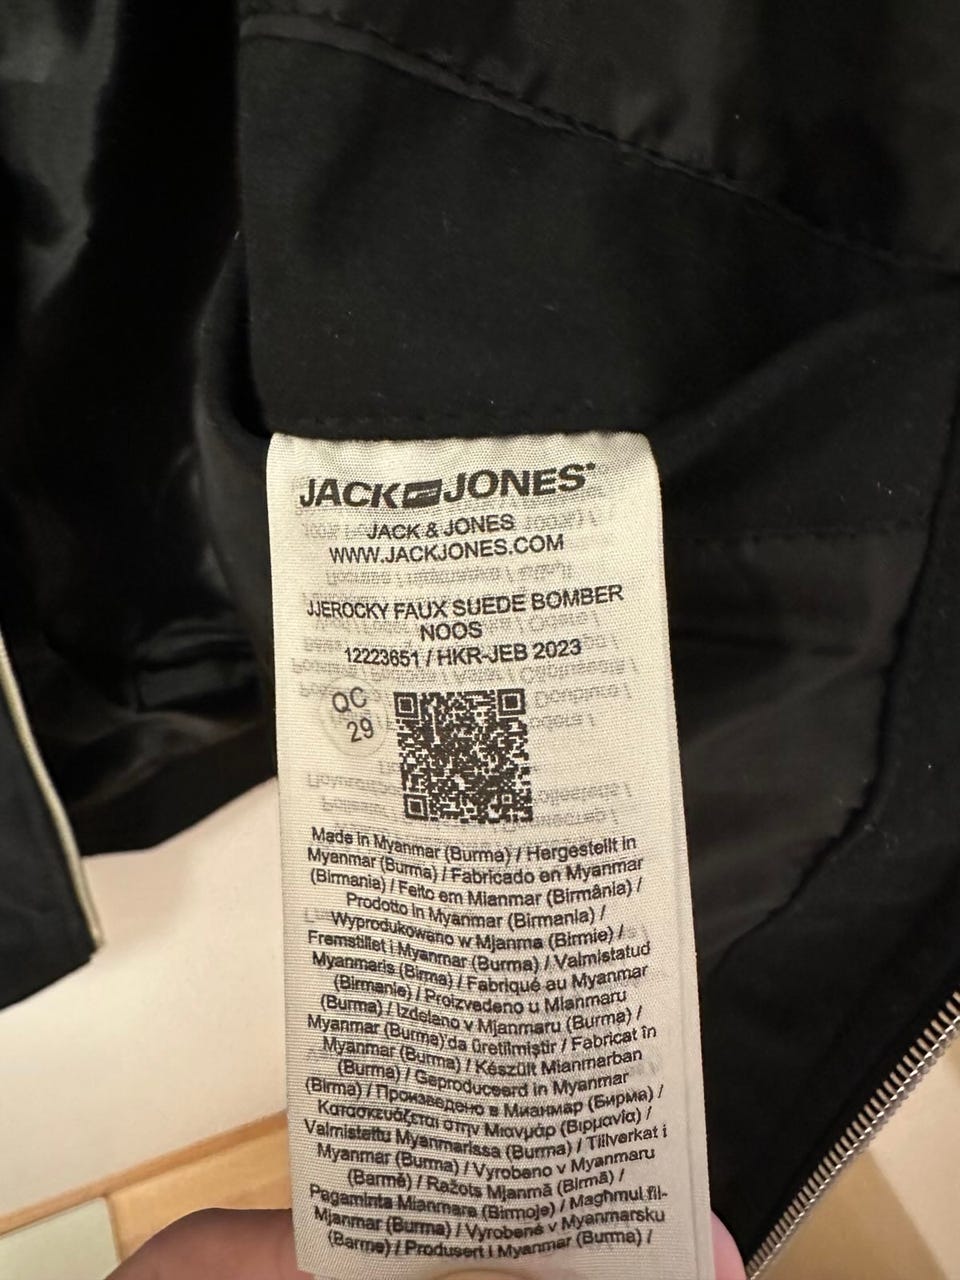 JACK JONES
JACK & JONES
WWW.JACKJONES.COM
JJEROCKY FAUX SUEDE BOMBER
NOOS
12223651 / HKR-JEB 2023
QC
29
Made in Myanmar (Burma) / Hergestellt in
Myanmar (Burma) / Fabricado en Myanmar
(Birmania) / Feito em Mianmar (Birmânia) /
Prodotto in Myanmar (Birmania) /
Wyprodukowano w Mjanma (Birmie) /
Fremstillet i Myanmar (Burma) / Valmistatud
Myanmaris (Birma) / Fabriqué au Myanmar
(Birmanie) / Proizvedeno u Mianmaru
(Burma) / Izdelano v Mjanmaru (Burma) /
Myanmar (Burma)'da üretilmiştir / Fabricat în
Myanmar (Burma) / Készült Mianmarban
(Burma) / Geproduceerd in Myanmar
(Birma) / Произведено в Мианмар (Бирма) /
Κατασκευάζεται στην Μιανμάρ (Βιρμανία) /
Valmistettu Myanmarissa (Burma) / Tillverkat i
Myanmar (Burma) / Vyrobeno v Myanmaru
(Barmě) / Ražots Mjanmā (Birmā) /
Pagaminta Mianmare (Birmoje) / Magħmul fil-
Mjanmar (Burma) / Vyrobené v Myanmarsku
(Barme) / Produsert i Myanmar (Burma) /